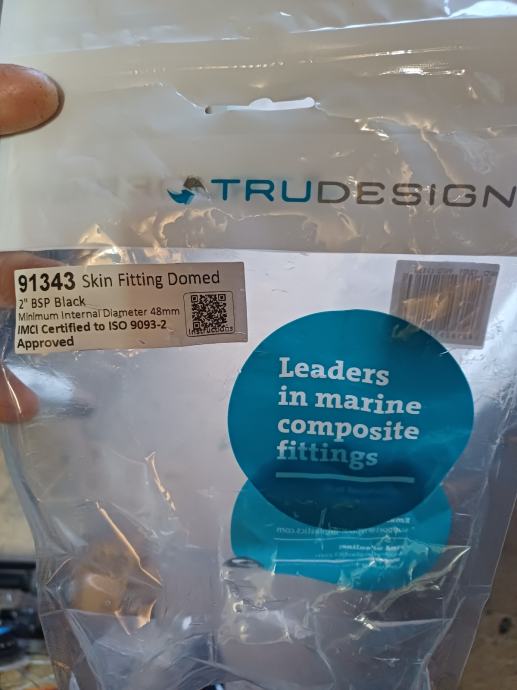 TRUDESIGN
91343 Skin Fitting Domed
2" BSP Black
Minimum Internal Diameter 48mm
IMCI Certified to ISO 9093-2
Approved
Instructions
Leaders
in marine
composite
fittings